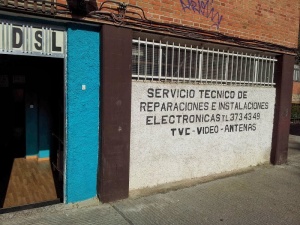 DSL
SERVICIO TECNICO DE
REPARACIONES E INSTALACIONES
ELECTRONICAS TL 373 43 49
TVC - VIDEO - ANTENAS